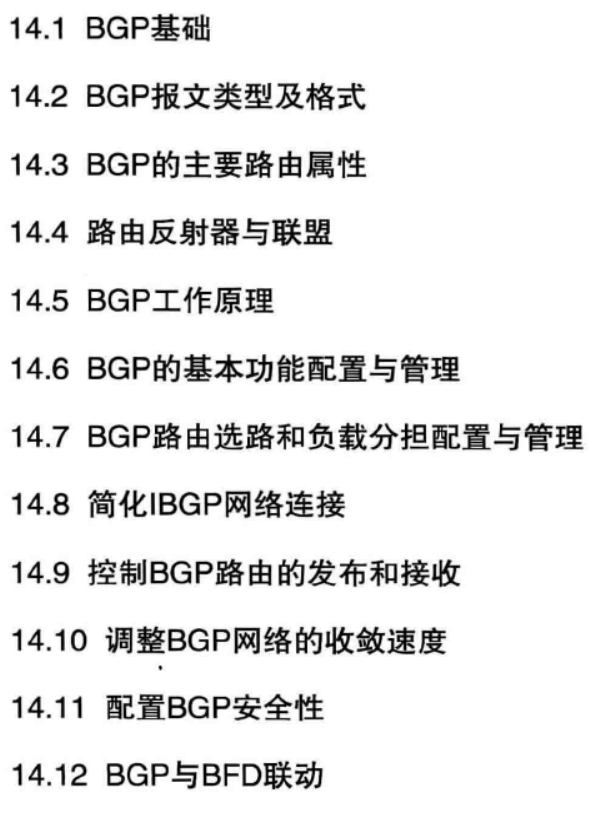 14.1 BGP基础
14.2 BGP报文类型及格式
14.3 BGP的主要路由属性
14.4 路由反射器与联盟
14.5 BGP工作原理
14.6 BGP的基本功能配置与管理
14.7 BGP路由选路和负载分担配置与管理
14.8 简化IBGP网络连接
14.9 控制BGP路由的发布和接收
14.10 调整BGP网络的收敛速度
14.11 配置BGP安全性
14.12 BGP与BFD联动